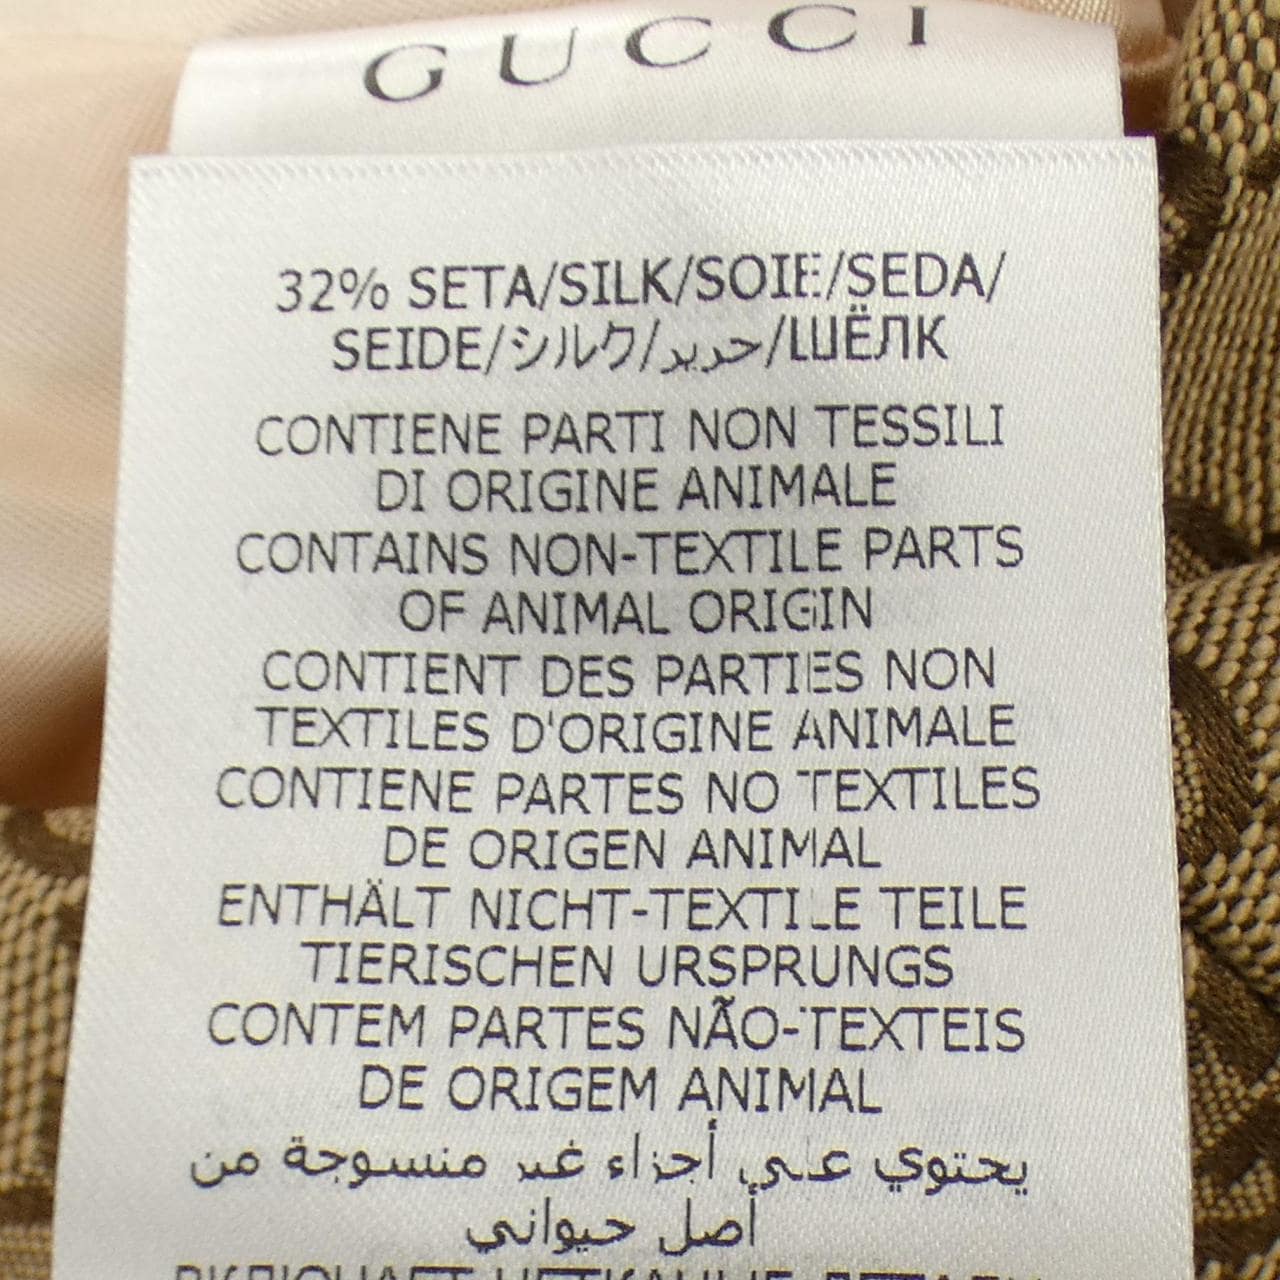 GUCCI
32% SETA/SILK/SOIE/SEDA/
SEIDE/シルク/حرير/ШЁЛК
CONTIENE PARTI NON TESSILI
DI ORIGINE ANIMALE
CONTAINS NON-TEXTILE PARTS
OF ANIMAL ORIGIN
CONTIENT DES PARTIES NON
TEXTILES D'ORIGINE ANIMALE
CONTIENE PARTES NO TEXTILES
DE ORIGEN ANIMAL
ENTHÄLT NICHT-TEXTILE TEILE
TIERISCHEN URSPRUNGS
CONTEM PARTES NÃO-TEXTEIS
DE ORIGEM ANIMAL
يحتوي على أجزاء غير منسوجة من
أصل حيواني